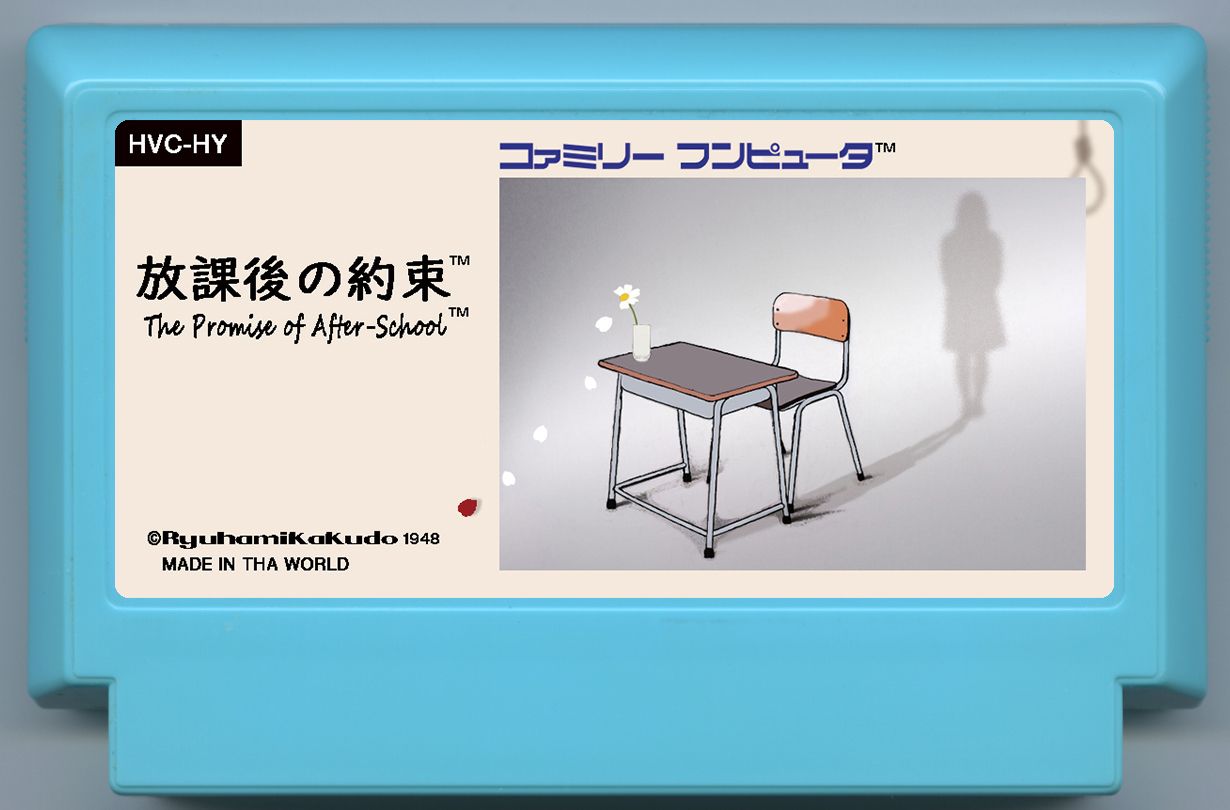 HVC-HY
ファミリー フンピュータ™
放課後の約束™
The Promise of After-School™
©RyuhamiKaKudo 1948
MADE IN THA WORLD